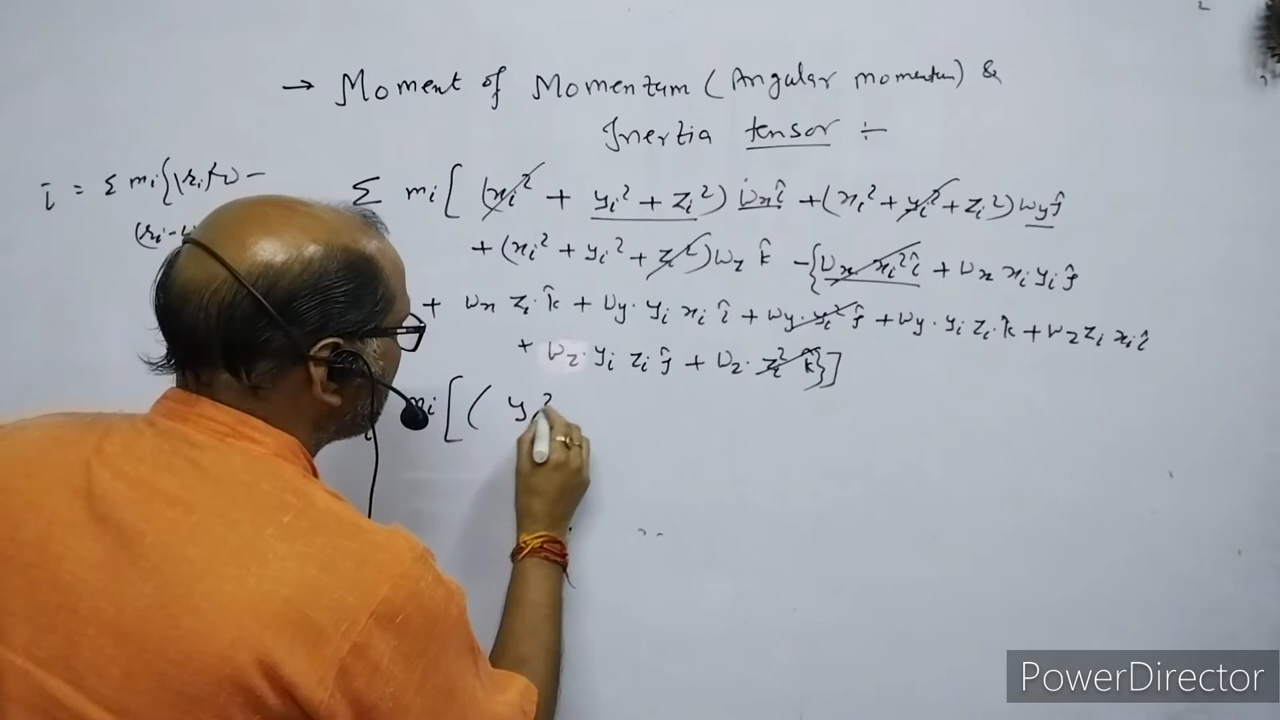 → Moment of Momentum (Angular momentum) &
Inertia tensor ÷
= Σ mi{(ri²)ω −
(ri·
Σ mi[(xi² + yi² + zi²) ωx î + (xi² + yi² + zi²) ωy ĵ
+ (xi² + yi² + zi²) ωz k̂ − {ωx xi² î + ωx xi yi ĵ
+ ωx zi · k̂ + ωy · yi xi î + ωy · yi² ĵ + ωy · yi zi · k̂ + ωz zi xi î
+ ωz · yi zi ĵ + ωz · zi² k̂}]
mi[( y²
PowerDirector